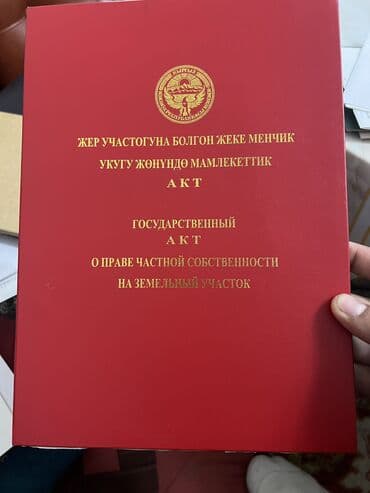 ЖЕР УЧАСТОГУНА БОЛГОН ЖЕКЕ МЕНЧИК
УКУГУ ЖӨНҮНДӨ МАМЛЕКЕТТИК
АКТ
ГОСУДАРСТВЕННЫЙ
АКТ
О ПРАВЕ ЧАСТНОЙ СОБСТВЕННОСТИ
НА ЗЕМЕЛЬНЫЙ УЧАСТОК